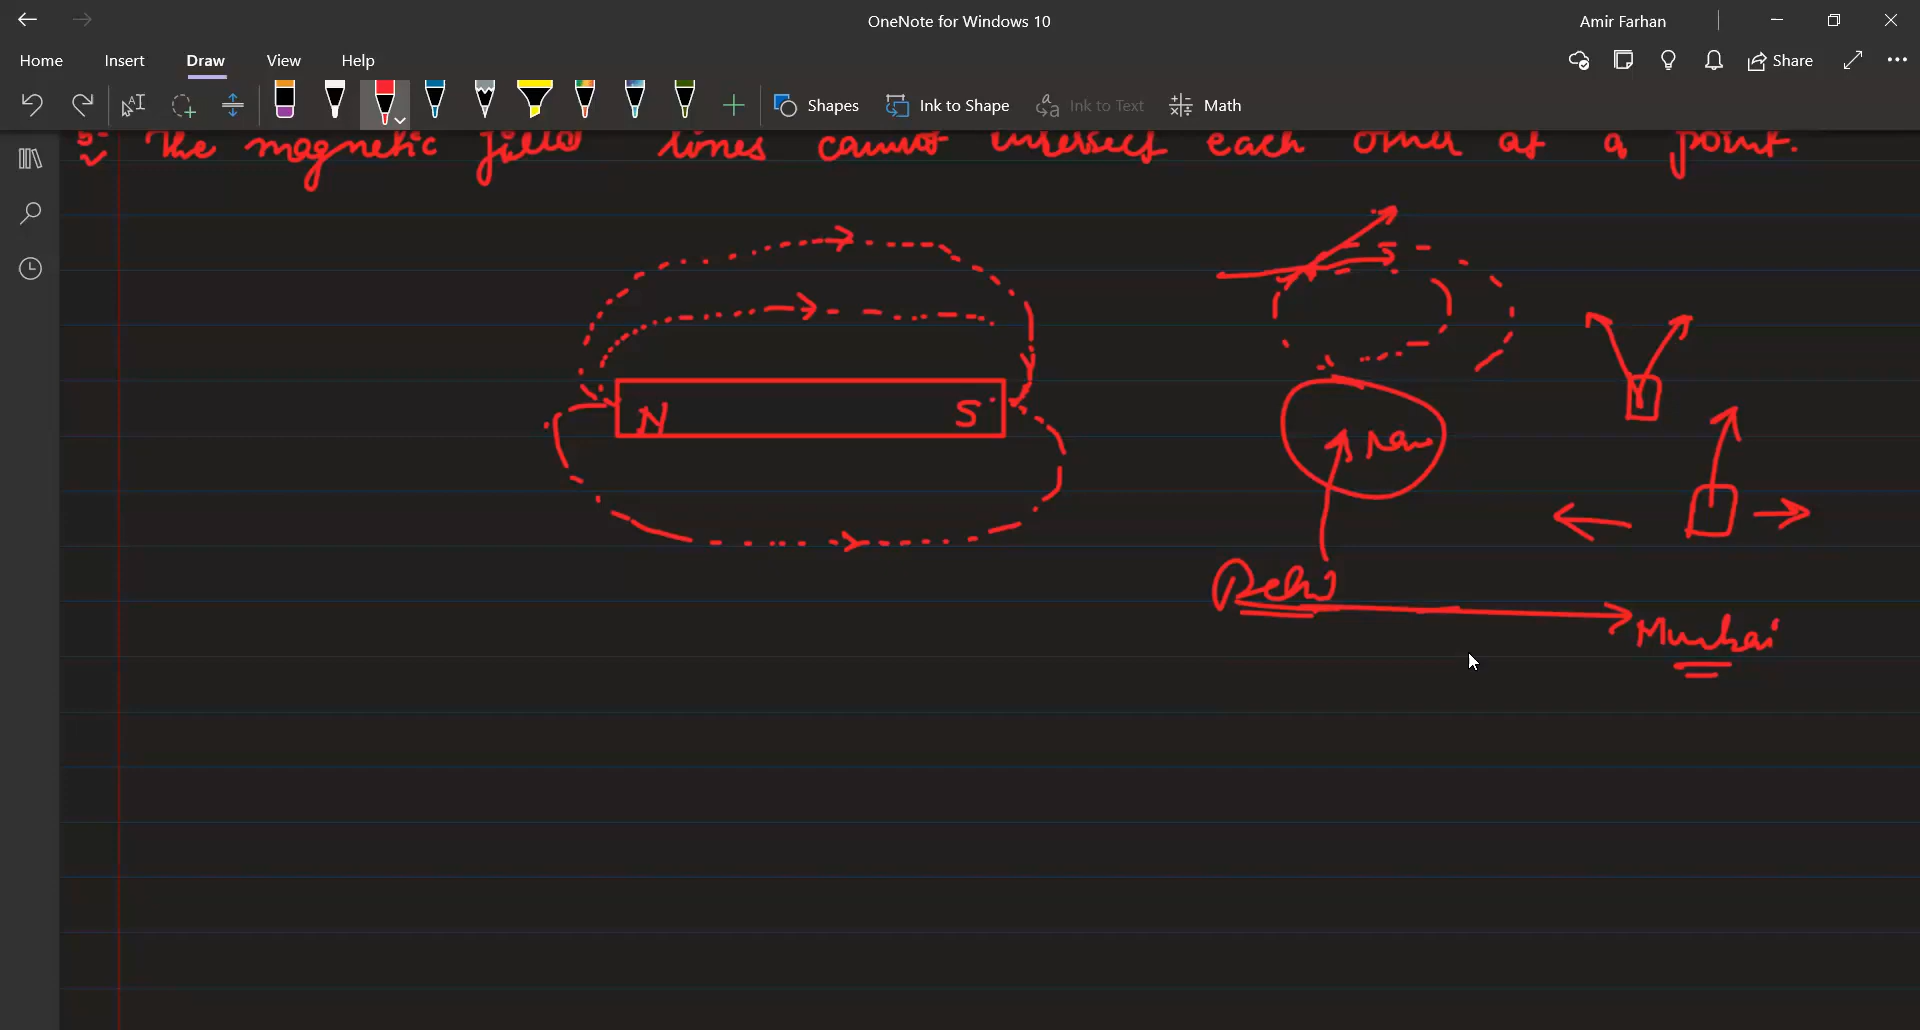 OneNote for Windows 10
Amir Farhan
Home Insert Draw View Help
Share
Shapes Ink to Shape Ink to Text Math
5- The magnetic field lines cannot intersect each other at a point.
N S
Delhi
Mumbai